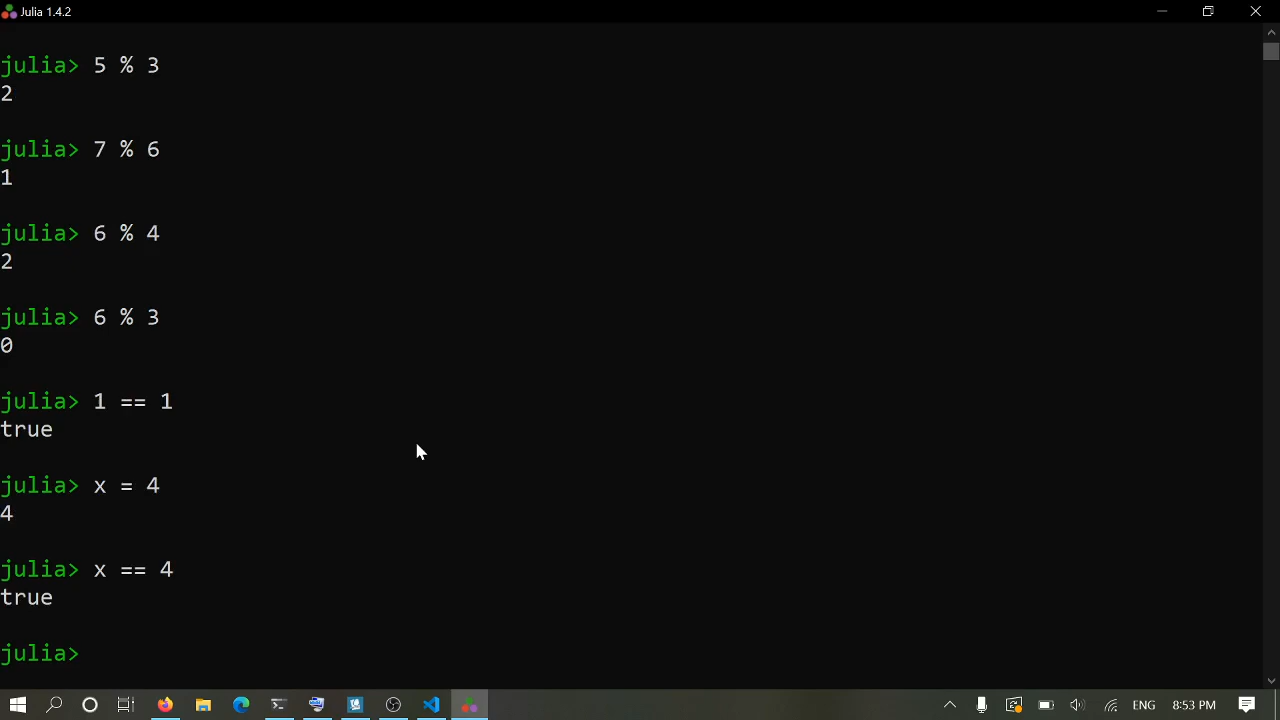 Julia 1.4.2
julia> 5 % 3
2
julia> 7 % 6
1
julia> 6 % 4
2
julia> 6 % 3
0
julia> 1 == 1
true
julia> x = 4
4
julia> x == 4
true
julia>
ENG 8:53 PM